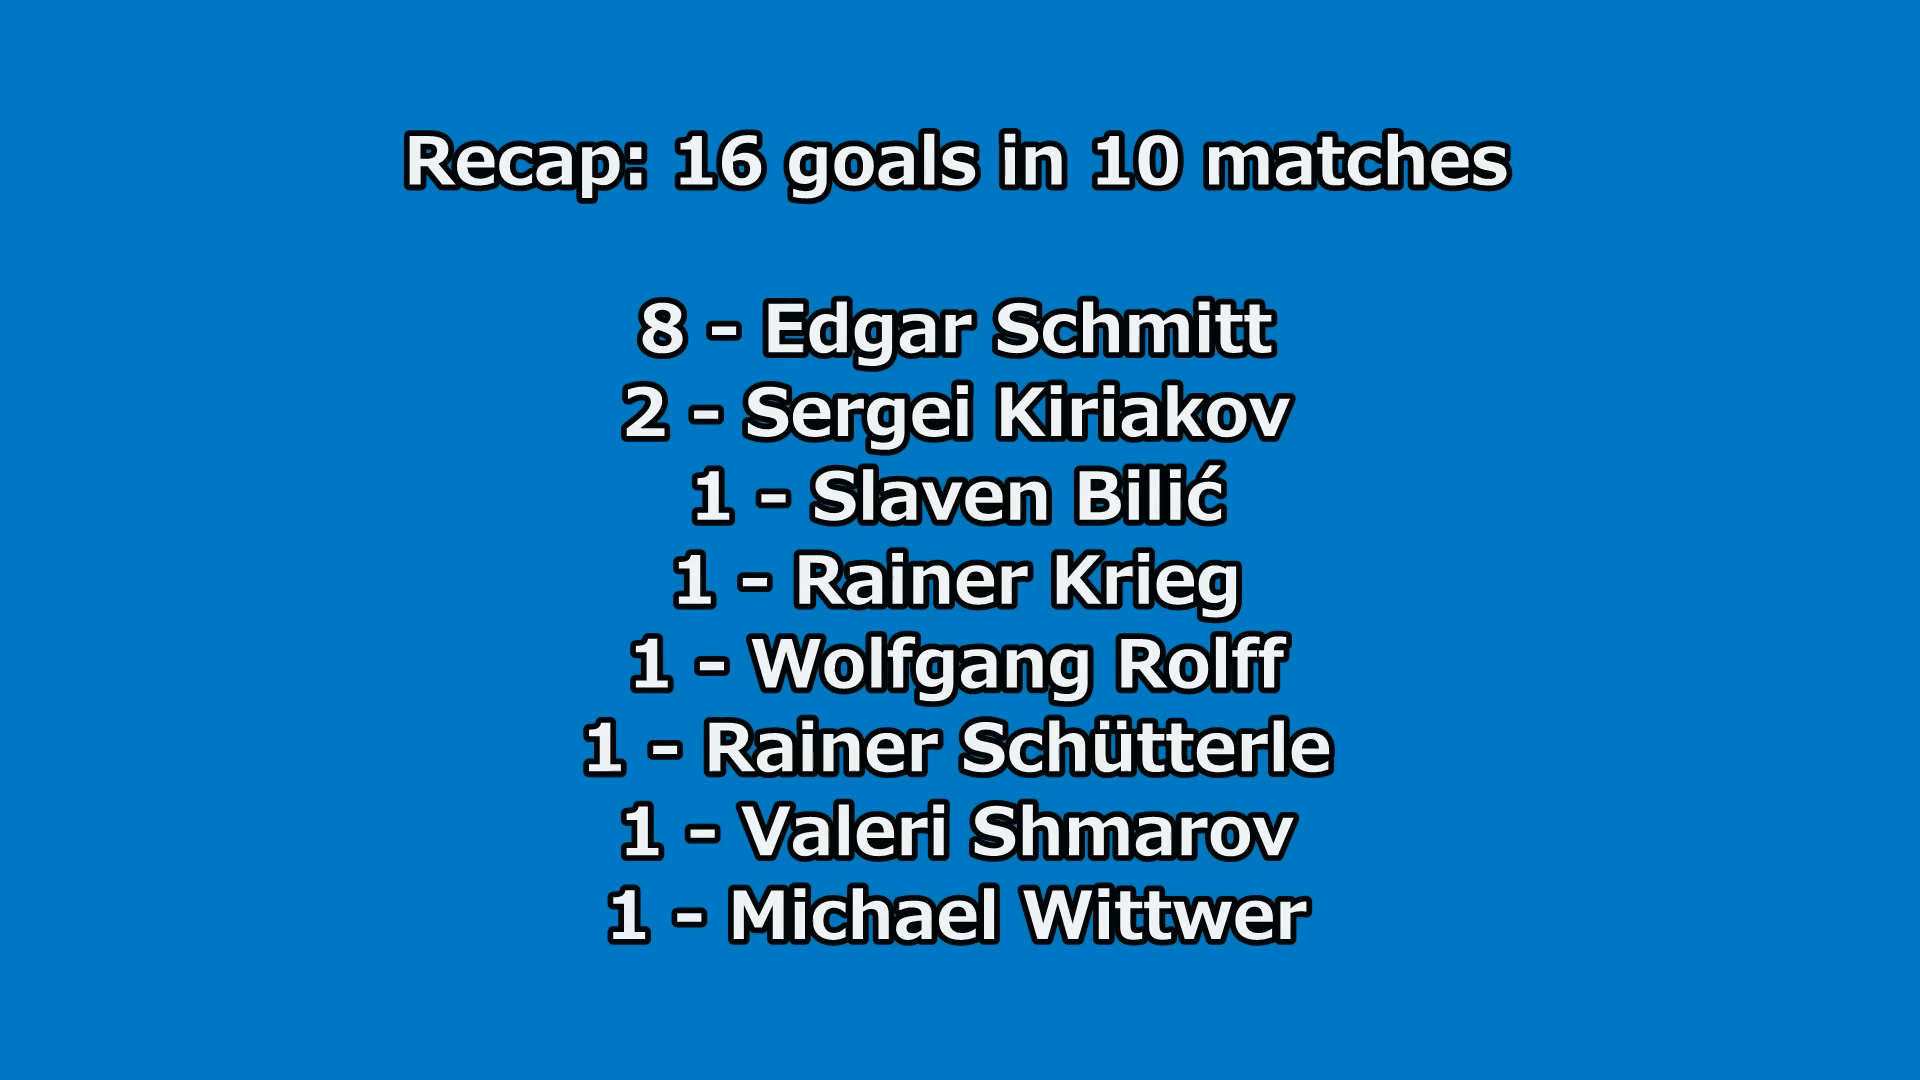 Recap: 16 goals in 10 matches
8 - Edgar Schmitt
2 - Sergei Kiriakov
1 - Slaven Bilić
1 - Rainer Krieg
1 - Wolfgang Rolff
1 - Rainer Schütterle
1 - Valeri Shmarov
1 - Michael Wittwer